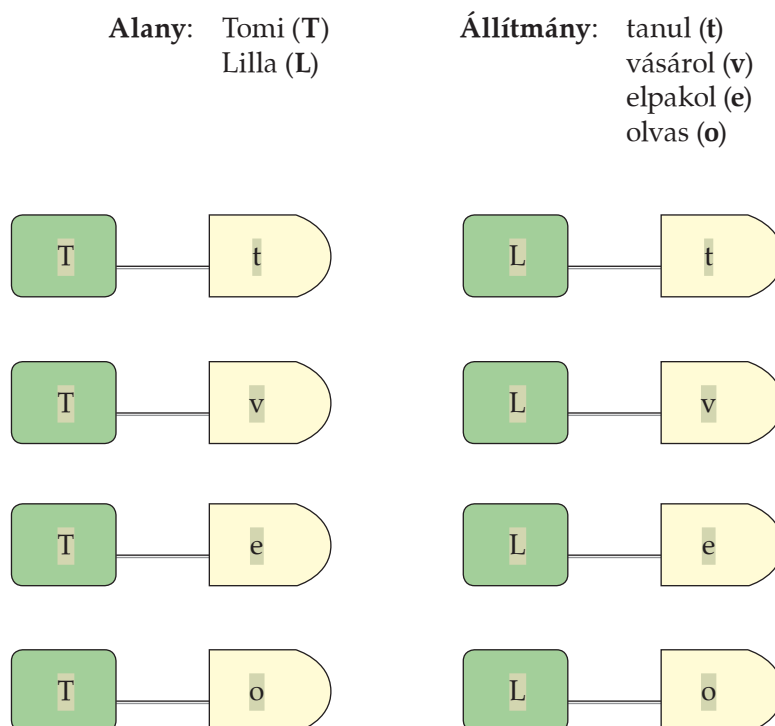 Alany: Tomi (T) Állítmány: tanul (t)
Lilla (L) vásárol (v)
elpakol (e)
olvas (o)
T t L t
T v L v
T e L e
T o L o